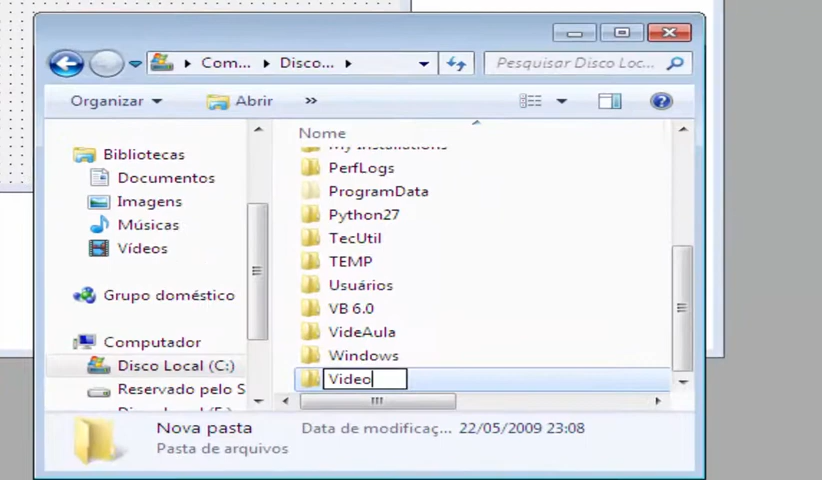 Com... Disco... Pesquisar Disco Loc...
Organizar Abrir »
Nome
Bibliotecas
Documentos
Imagens
Músicas
Vídeos
Grupo doméstico
Computador
Disco Local (C:)
Reservado pelo S
My Installations
PerfLogs
ProgramData
Python27
TecUtil
TEMP
Usuários
VB 6.0
VideAula
Windows
Video
Nova pasta Data de modificaç... 22/05/2009 23:08
Pasta de arquivos